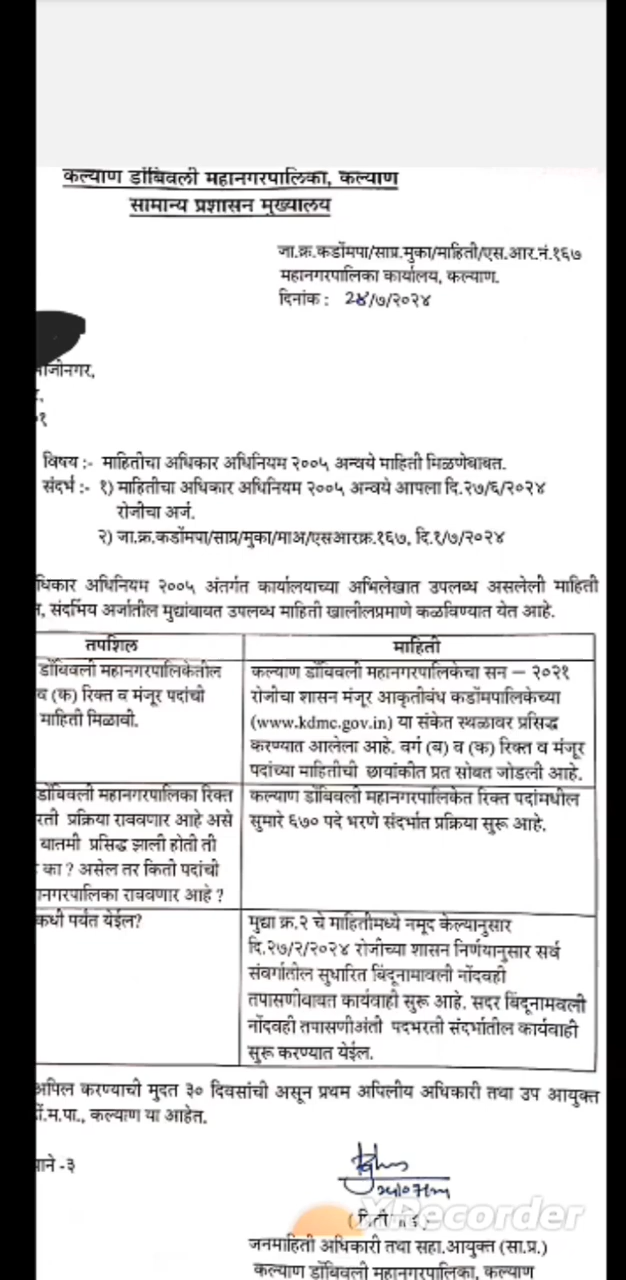 कल्याण डोंबिवली महानगरपालिका, कल्याण
सामान्य प्रशासन मुख्यालय
जा.क्र.कडोंमपा/साप्र.मुका/माहिती/एस.आर.नं.१६७
महानगरपालिका कार्यालय, कल्याण.
दिनांक : २४/७/२०२४
जीनगर,
र,
०१
विषय :- माहितीचा अधिकार अधिनियम २००५ अन्वये माहिती मिळणेबाबत.
संदर्भ :- १) माहितीचा अधिकार अधिनियम २००५ अन्वये आपला दि.२७/६/२०२४
रोजीचा अर्ज.
२) जा.क्र.कडोंमपा/साप्र/मुका/माअ/एसआरक्र.१६७, दि.१/७/२०२४
धिकार अधिनियम २००५ अंतर्गत कार्यालयाच्या अभिलेखात उपलब्ध असलेली माहिती
त, संदर्भिय अर्जातील मुद्यांबाबत उपलब्ध माहिती खालीलप्रमाणे कळविण्यात येत आहे.
तपशिल
माहिती
डोंबिवली महानगरपालिकेतील
व (क) रिक्त व मंजूर पदांची
माहिती मिळावी.
कल्याण डोंबिवली महानगरपालिकेचा सन – २०२१
रोजीचा शासन मंजूर आकृतीबंध कडोंमपालिकेच्या
(www.kdmc.gov.in) या संकेत स्थळावर प्रसिद्ध
करण्यात आलेला आहे. वर्ग (ब) व (क) रिक्त व मंजूर
पदांच्या माहितीची छायांकीत प्रत सोबत जोडली आहे.
डोंबिवली महानगरपालिका रिक्त
रती प्रक्रिया राबवणार आहे असे
बातमी प्रसिद्ध झाली होती ती
का ? असेल तर किती पदांची
नगरपालिका राबवणार आहे ?
कल्याण डोंबिवली महानगरपालिकेत रिक्त पदांमधील
सुमारे ६७० पदे भरणे संदर्भात प्रक्रिया सुरू आहे.
कधी पर्यंत येईल?
मुद्या क्र.२ चे माहितीमध्ये नमूद केल्यानुसार
दि.२७/२/२०२४ रोजीच्या शासन निर्णयानुसार सर्व
संवर्गातील सुधारित बिंदूनामावली नोंदवही
तपासणीबाबत कार्यवाही सुरू आहे. सदर बिंदूनामवली
नोंदवही तपासणीअंती पदभरती संदर्भातील कार्यवाही
सुरू करण्यात येईल.
अपिल करण्याची मुदत ३० दिवसांची असून प्रथम अपिलीय अधिकारी तथा उप आयुक्त
डों.म.पा., कल्याण या आहेत.
पाने -३
XRecorder
जनमाहिती अधिकारी तथा सहा.आयुक्त (सा.प्र.)
कल्याण डोंबिवली महानगरपालिका, कल्याण